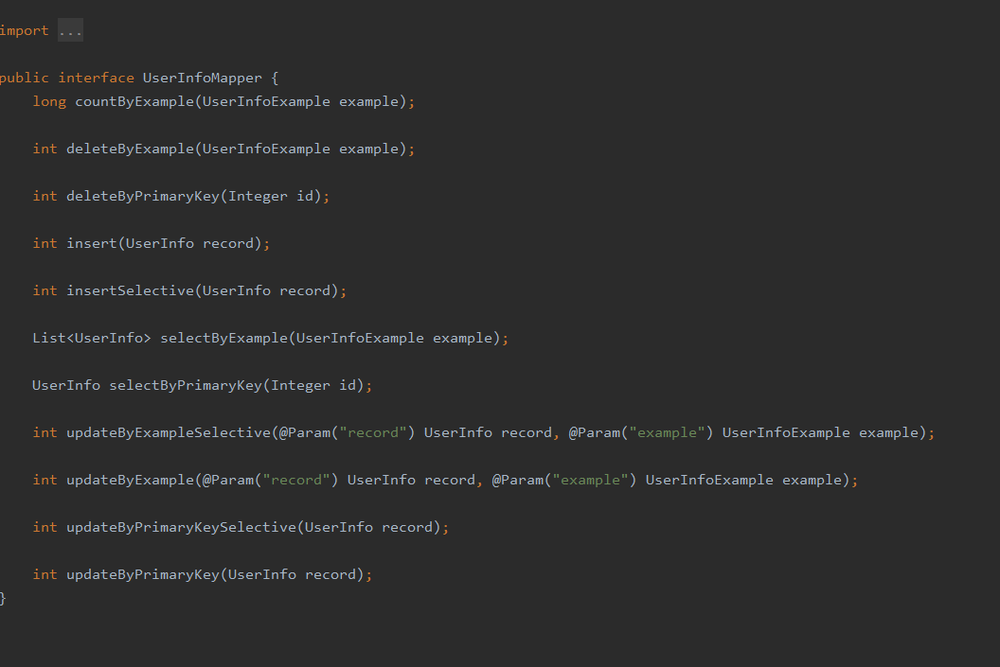 import ...
public interface UserInfoMapper {
long countByExample(UserInfoExample example);
int deleteByExample(UserInfoExample example);
int deleteByPrimaryKey(Integer id);
int insert(UserInfo record);
int insertSelective(UserInfo record);
List<UserInfo> selectByExample(UserInfoExample example);
UserInfo selectByPrimaryKey(Integer id);
int updateByExampleSelective(@Param("record") UserInfo record, @Param("example") UserInfoExample example);
int updateByExample(@Param("record") UserInfo record, @Param("example") UserInfoExample example);
int updateByPrimaryKeySelective(UserInfo record);
int updateByPrimaryKey(UserInfo record);
}